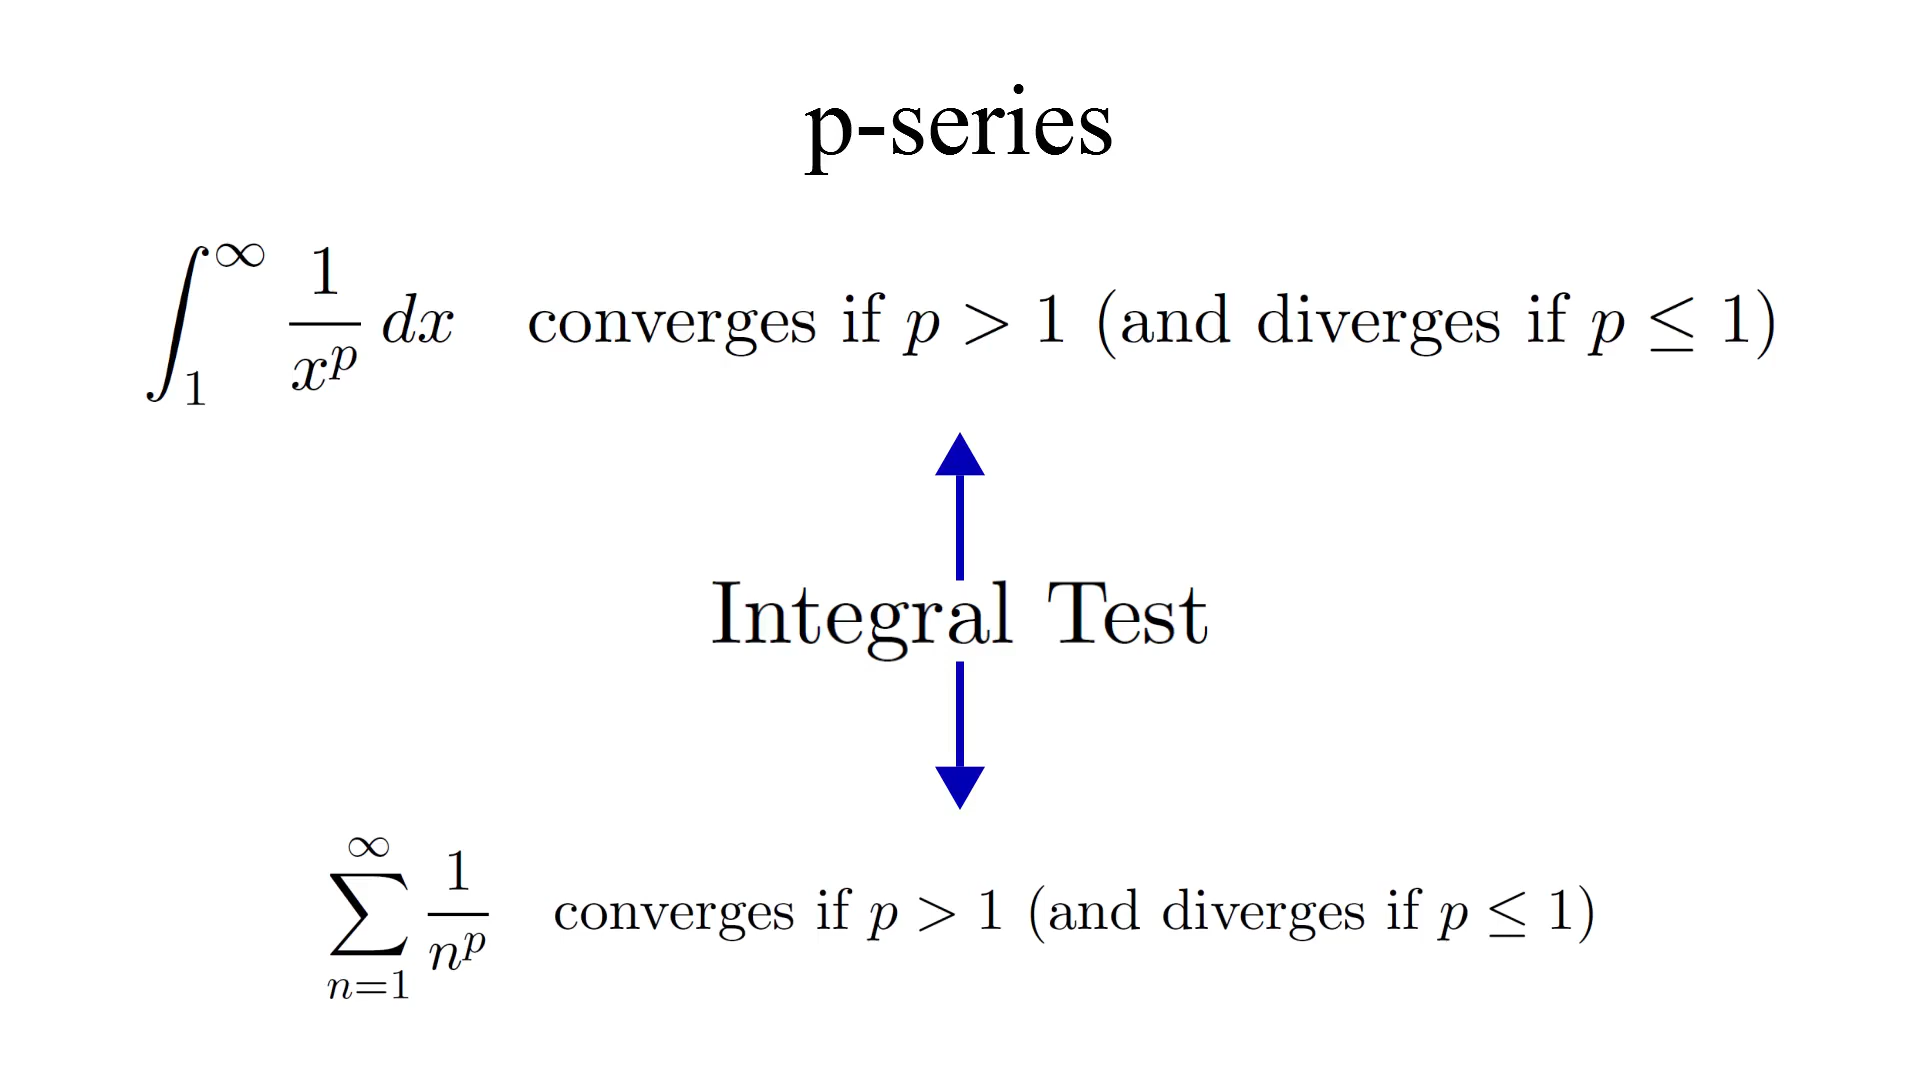 p-series
∫_1^∞ 1/x^p dx converges if p > 1 (and diverges if p ≤ 1)
Integral Test
∑_{n=1}^∞ 1/n^p converges if p > 1 (and diverges if p ≤ 1)